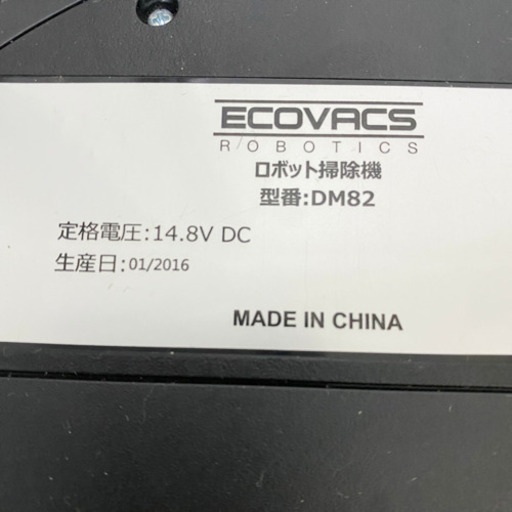 ECOVACS
ROBOTICS
ロボット掃除機
型番:DM82
定格電圧:14.8V DC
生産日:01/2016
MADE IN CHINA